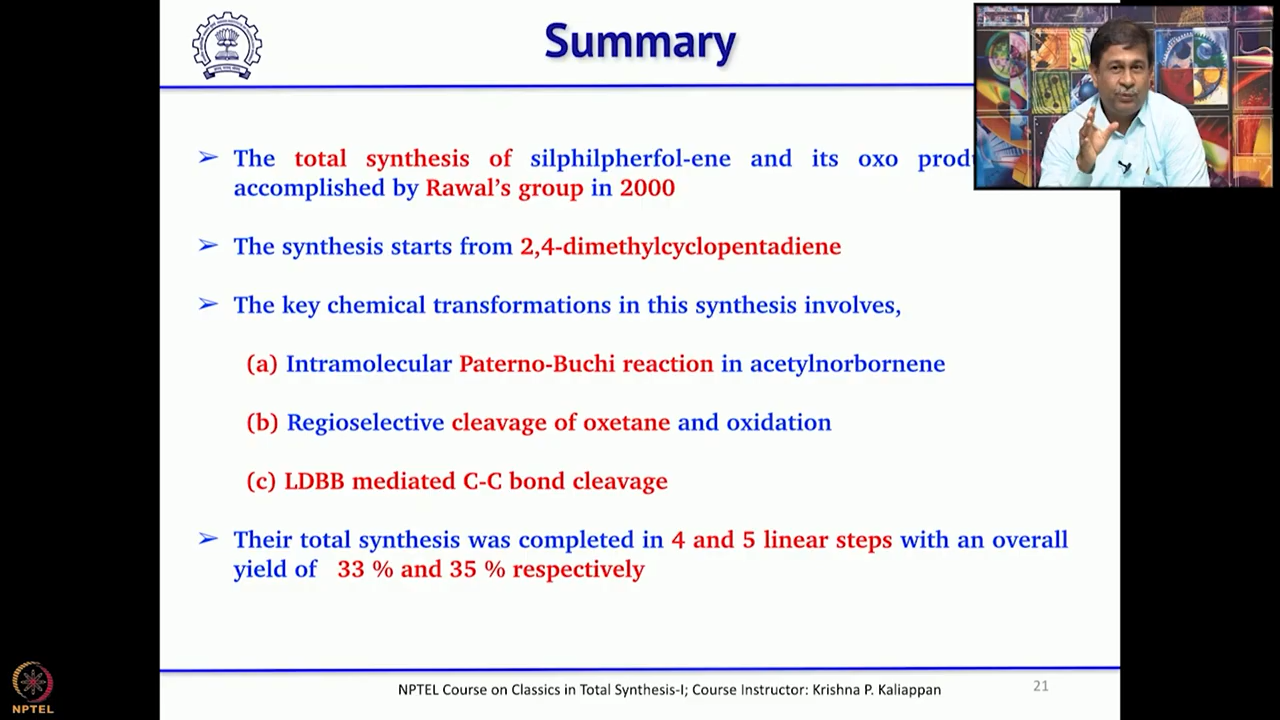 Summary
➢ The total synthesis of silphilpherfol-ene and its oxo
accomplished by Rawal’s group in 2000
➢ The synthesis starts from 2,4-dimethylcyclopentadiene
➢ The key chemical transformations in this synthesis involves,
(a) Intramolecular Paterno-Buchi reaction in acetylnorbornene
(b) Regioselective cleavage of oxetane and oxidation
(c) LDBB mediated C-C bond cleavage
➢ Their total synthesis was completed in 4 and 5 linear steps with an overall
yield of 33 % and 35 % respectively
NPTEL Course on Classics in Total Synthesis-I; Course Instructor: Krishna P. Kaliappan
21
NPTEL